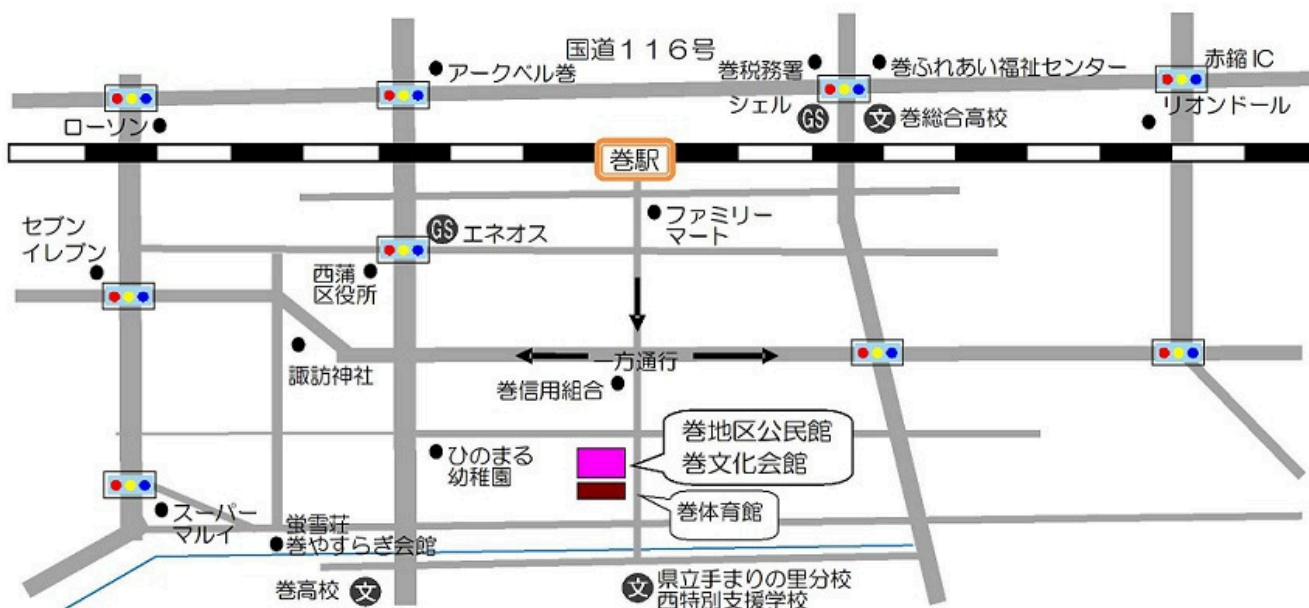 国道１１６号
アークベル巻
巻税務署
巻ふれあい福祉センター
赤鏥IC
ローソン
シェル
GS
文
巻総合高校
リオンドール
巻駅
セブン
イレブン
GS
エネオス
ファミリー
マート
西蒲
区役所
一方通行
諏訪神社
巻信用組合
巻地区公民館
巻文化会館
ひのまる
幼稚園
巻体育館
スーパー
マルイ
蛍雪荘
巻やすらぎ会館
巻高校
文
文
県立手まりの里分校
西特別支援学校